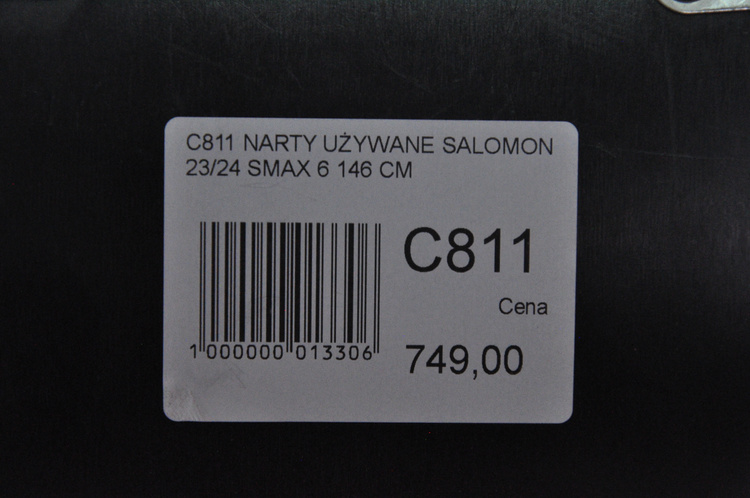 C811 NARTY UŻYWANE SALOMON
23/24 SMAX 6 146 CM
C811
Cena
1 000000 013306
749,00